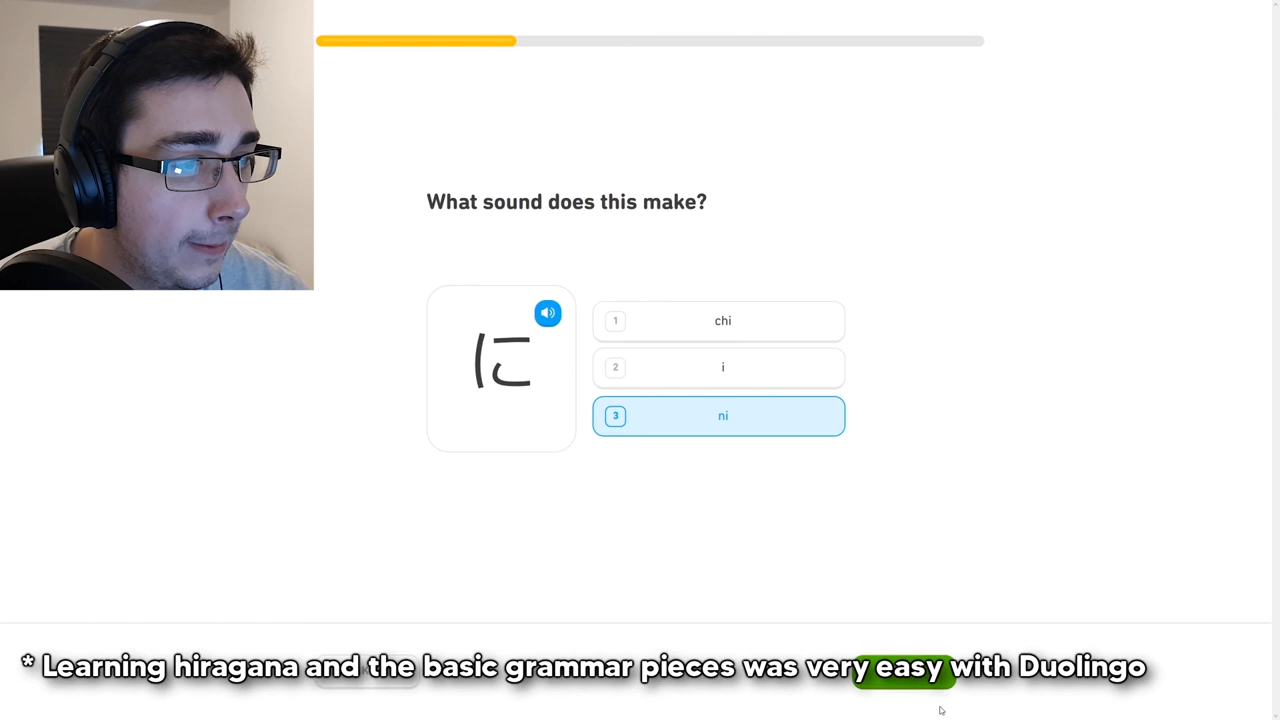 What sound does this make?
に
1 chi
2 i
3 ni
* Learning hiragana and the basic grammar pieces was very easy with Duolingo